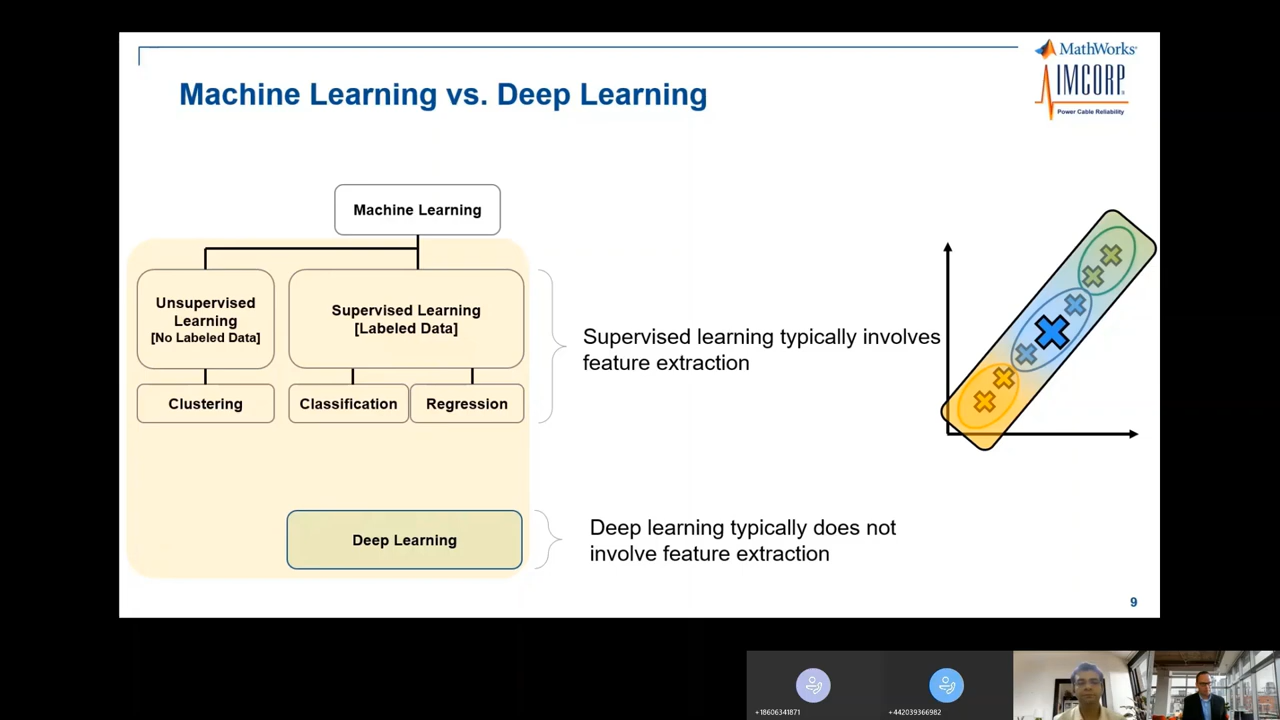 MathWorks®
IMCORP®
Power Cable Reliability
Machine Learning vs. Deep Learning
Machine Learning
Unsupervised
Learning
[No Labeled Data]
Supervised Learning
[Labeled Data]
Clustering
Classification
Regression
Supervised learning typically involves
feature extraction
Deep Learning
Deep learning typically does not
involve feature extraction
9
+18606341871
+442039366982